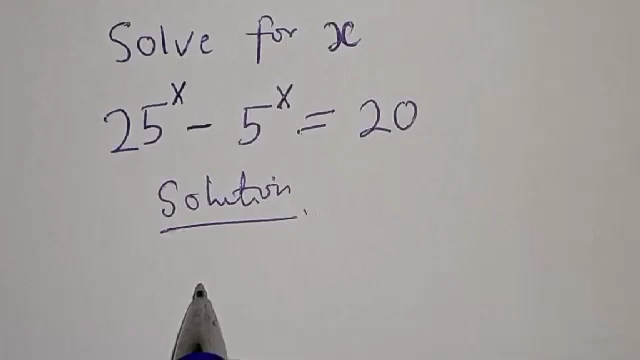 Solve for x
25^x - 5^x = 20
Solution.